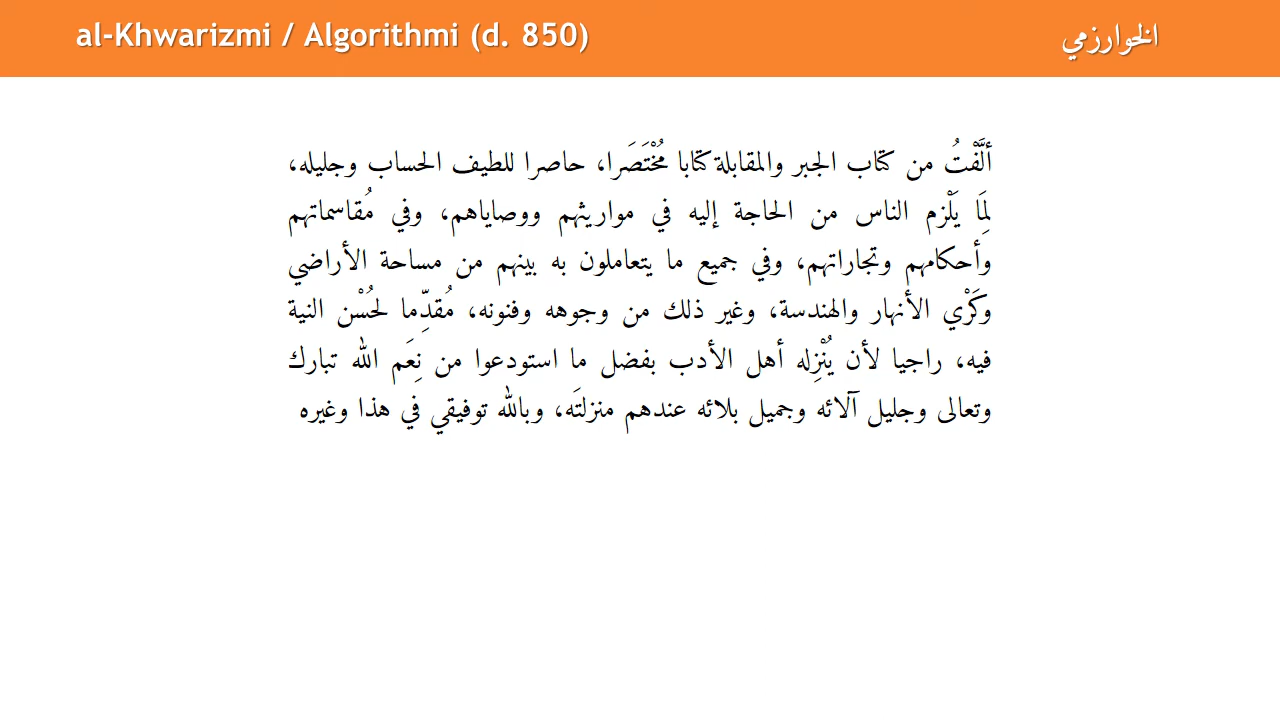 al-Khwarizmi / Algorithmi (d. 850)
الخوارزمي
ألَّفْتُ من كتاب الجبر والمقابلة كتابا مُخْتَصَرا، حاصرا للطيف الحساب وجليله،
لِمَا يَلْزم الناس من الحاجة إليه في مواريثهم ووصاياهم، وفي مُقاسماتهم
وأحكامهم وتجاراتهم، وفي جميع ما يتعاملون به بينهم من مساحة الأراضي
وكَرْي الأنهار والهندسة، وغير ذلك من وجوهه وفنونه، مُقدِّما لحُسْن النية
فيه، راجيا لأن يُنْزِله أهل الأدب بفضل ما استودعوا من نِعَم الله تبارك
وتعالى وجليل آلائه وجميل بلائه عندهم منزلتَه، وبالله توفيقي في هذا وغيره